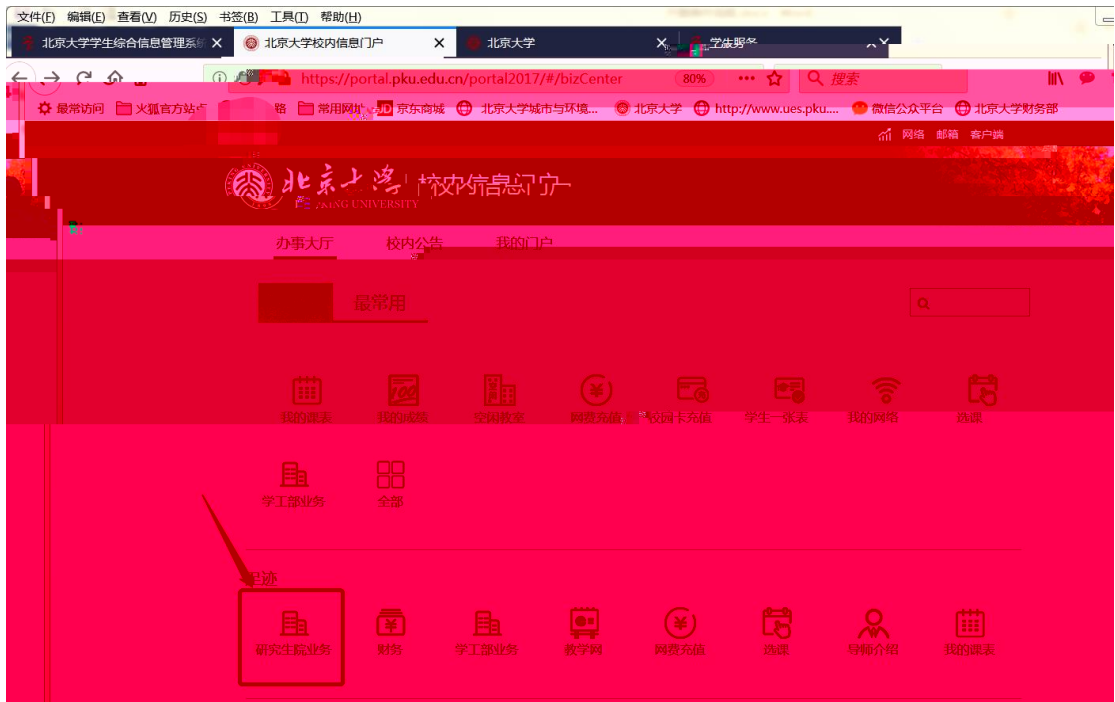 文件(F) 编辑(E) 查看(V) 历史(S) 书签(B) 工具(T) 帮助(H)
北京大学学生综合信息管理系统 北京大学校内信息门户 北京大学
https://portal.pku.edu.cn/portal2017/#/bizCenter 80% 搜索
最常访问 火狐官方站点 常用网址 JD 京东商城 北京大学城市与环境... 北京大学 http://www.ues.pku.... 微信公众平台 北京大学财务部
网络 邮箱 客户端
北京大学 校内信息门户
UNIVERSITY
办事大厅 校内公告 我的门户
最常用
100
我的课表 我的成绩 空闲教室 网费充值 校园卡充值 学生一张表 我的网络 选课
学工部业务 全部
足迹
研究生院业务 财务 学工部业务 教学网 网费充值 选课 导师介绍 我的课表